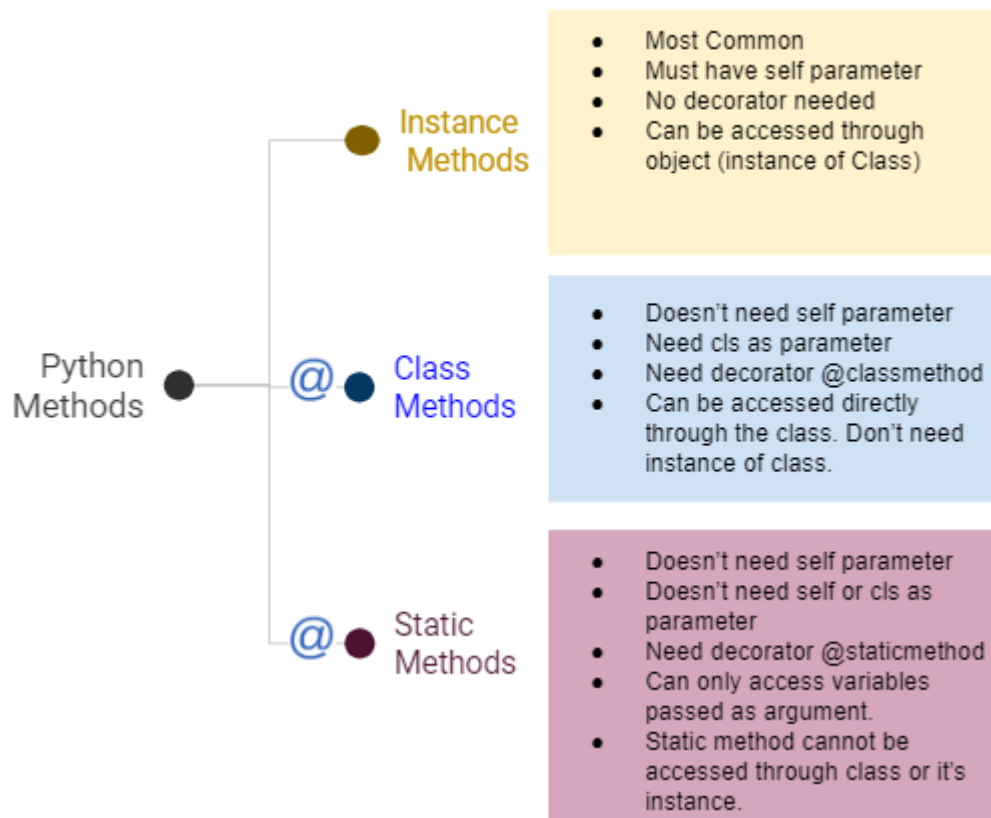 Python
Methods
Instance
Methods
● Most Common
● Must have self parameter
● No decorator needed
● Can be accessed through
object (instance of Class)
@
Class
Methods
● Doesn't need self parameter
● Need cls as parameter
● Need decorator @classmethod
● Can be accessed directly
through the class. Don't need
instance of class.
@
Static
Methods
● Doesn't need self parameter
● Doesn't need self or cls as
parameter
● Need decorator @staticmethod
● Can only access variables
passed as argument.
● Static method cannot be
accessed through class or it's
instance.